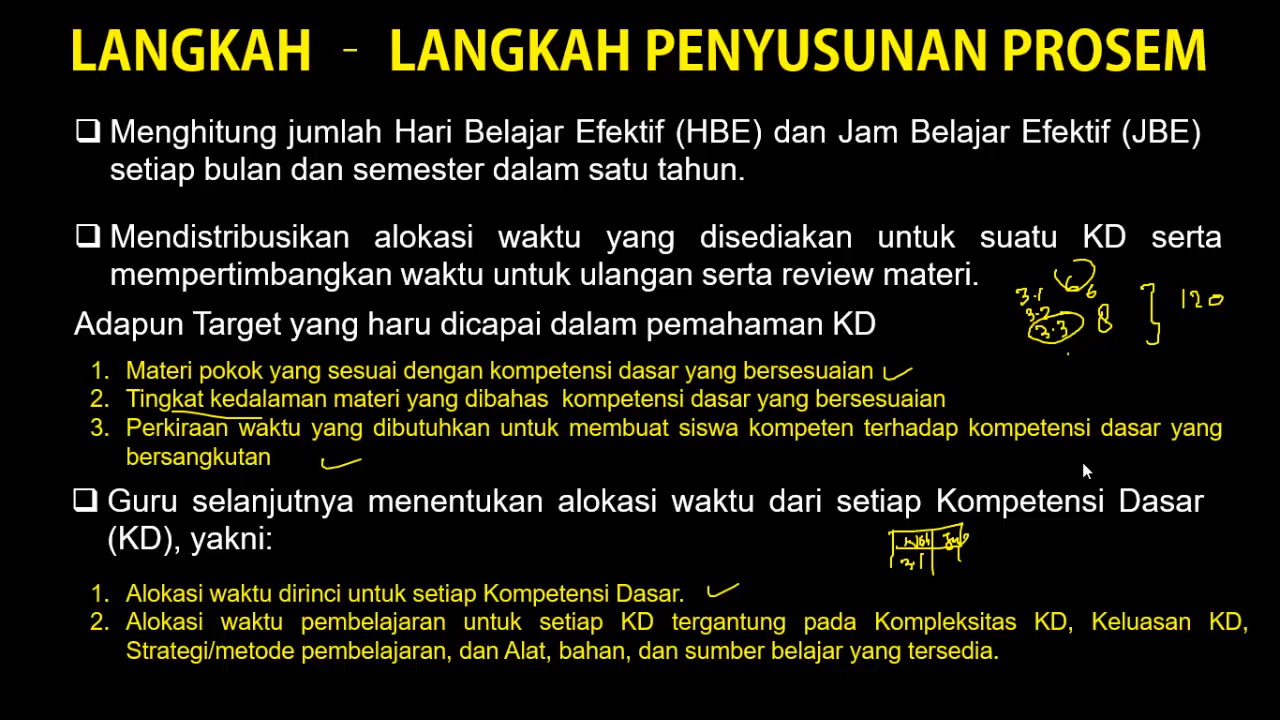 LANGKAH - LANGKAH PENYUSUNAN PROSEM
❑ Menghitung jumlah Hari Belajar Efektif (HBE) dan Jam Belajar Efektif (JBE)
setiap bulan dan semester dalam satu tahun.
❑ Mendistribusikan alokasi waktu yang disediakan untuk suatu KD serta
mempertimbangkan waktu untuk ulangan serta review materi.
6
3.1
3.2
3.3
8
120
Adapun Target yang haru dicapai dalam pemahaman KD
1. Materi pokok yang sesuai dengan kompetensi dasar yang bersesuaian
2. Tingkat kedalaman materi yang dibahas kompetensi dasar yang bersesuaian
3. Perkiraan waktu yang dibutuhkan untuk membuat siswa kompeten terhadap kompetensi dasar yang
bersangkutan
❑ Guru selanjutnya menentukan alokasi waktu dari setiap Kompetensi Dasar
(KD), yakni:
1. Alokasi waktu dirinci untuk setiap Kompetensi Dasar.
2. Alokasi waktu pembelajaran untuk setiap KD tergantung pada Kompleksitas KD, Keluasan KD,
Strategi/metode pembelajaran, dan Alat, bahan, dan sumber belajar yang tersedia.